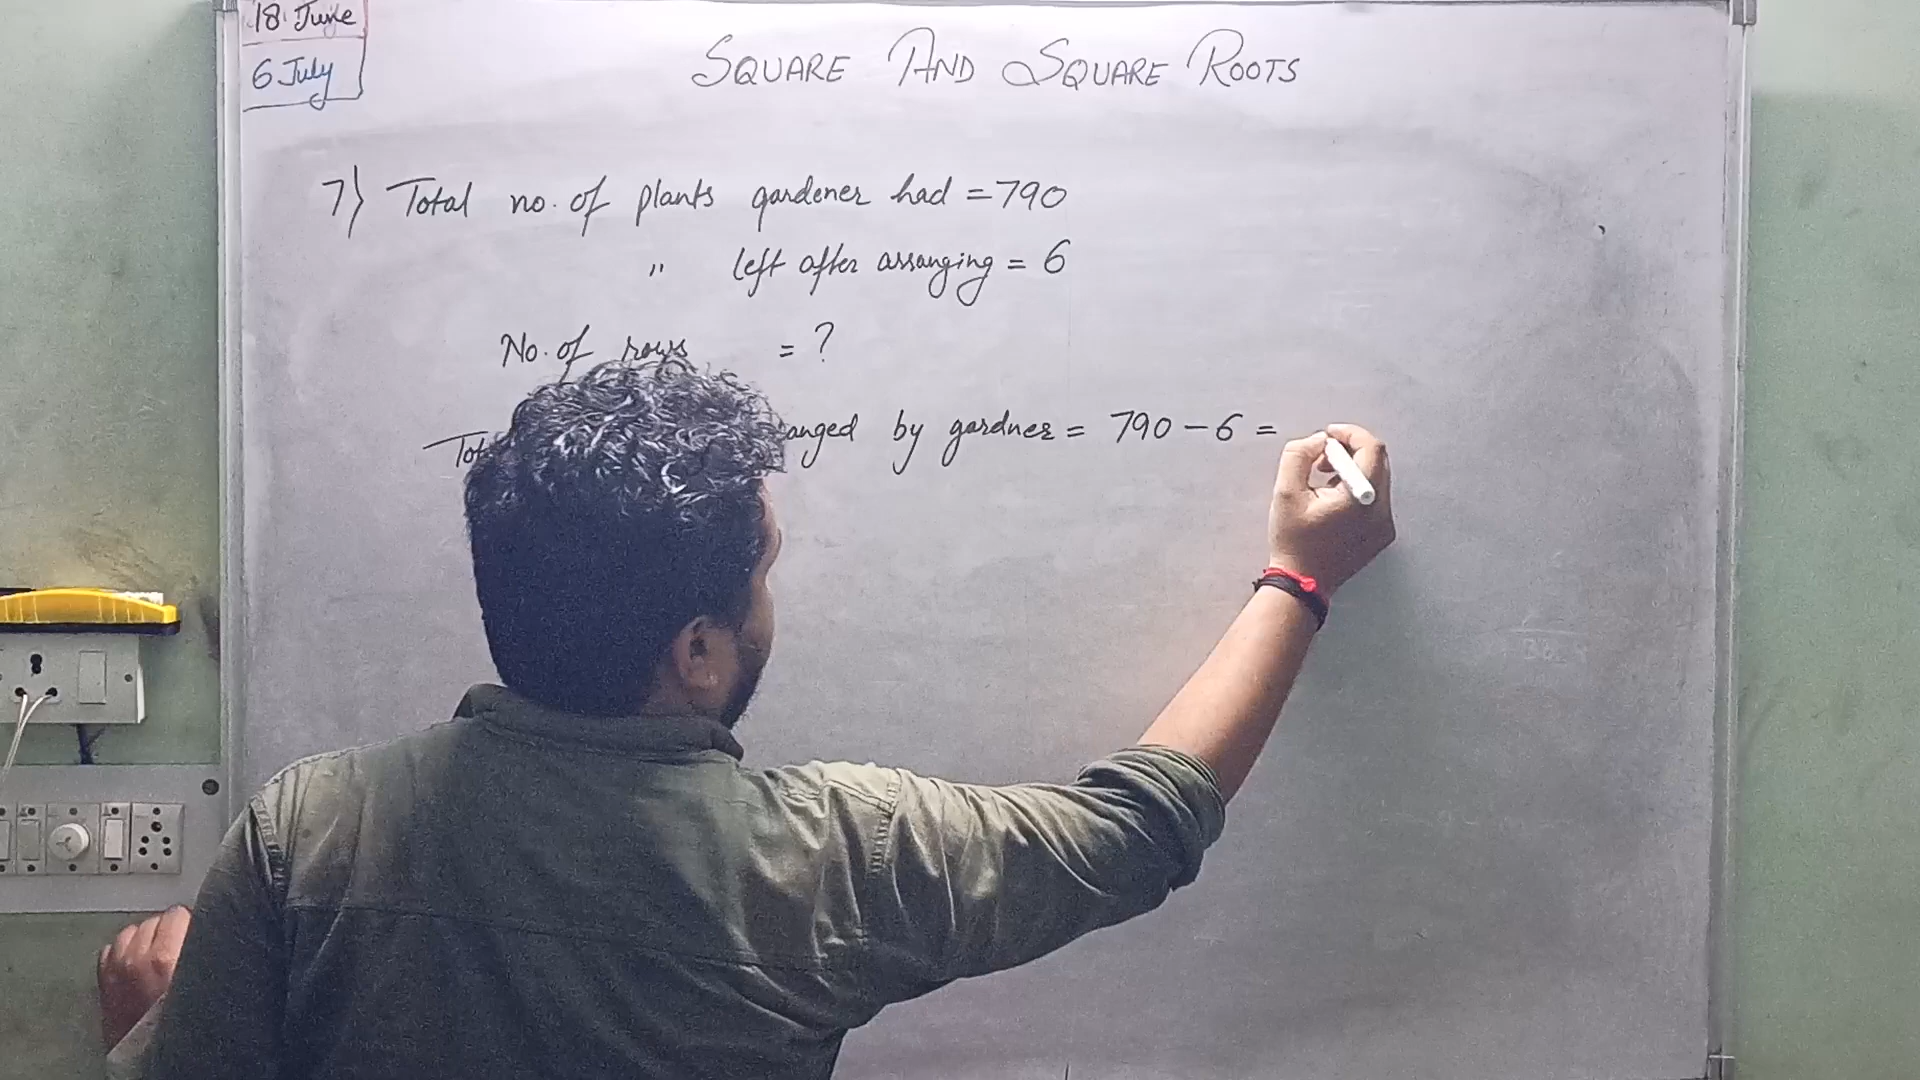 18 June
6 July
SQUARE AND SQUARE ROOTS
7) Total no. of plants gardener had = 790
" left after arranging = 6
No. of rows = ?
by gardner = 790 - 6 =